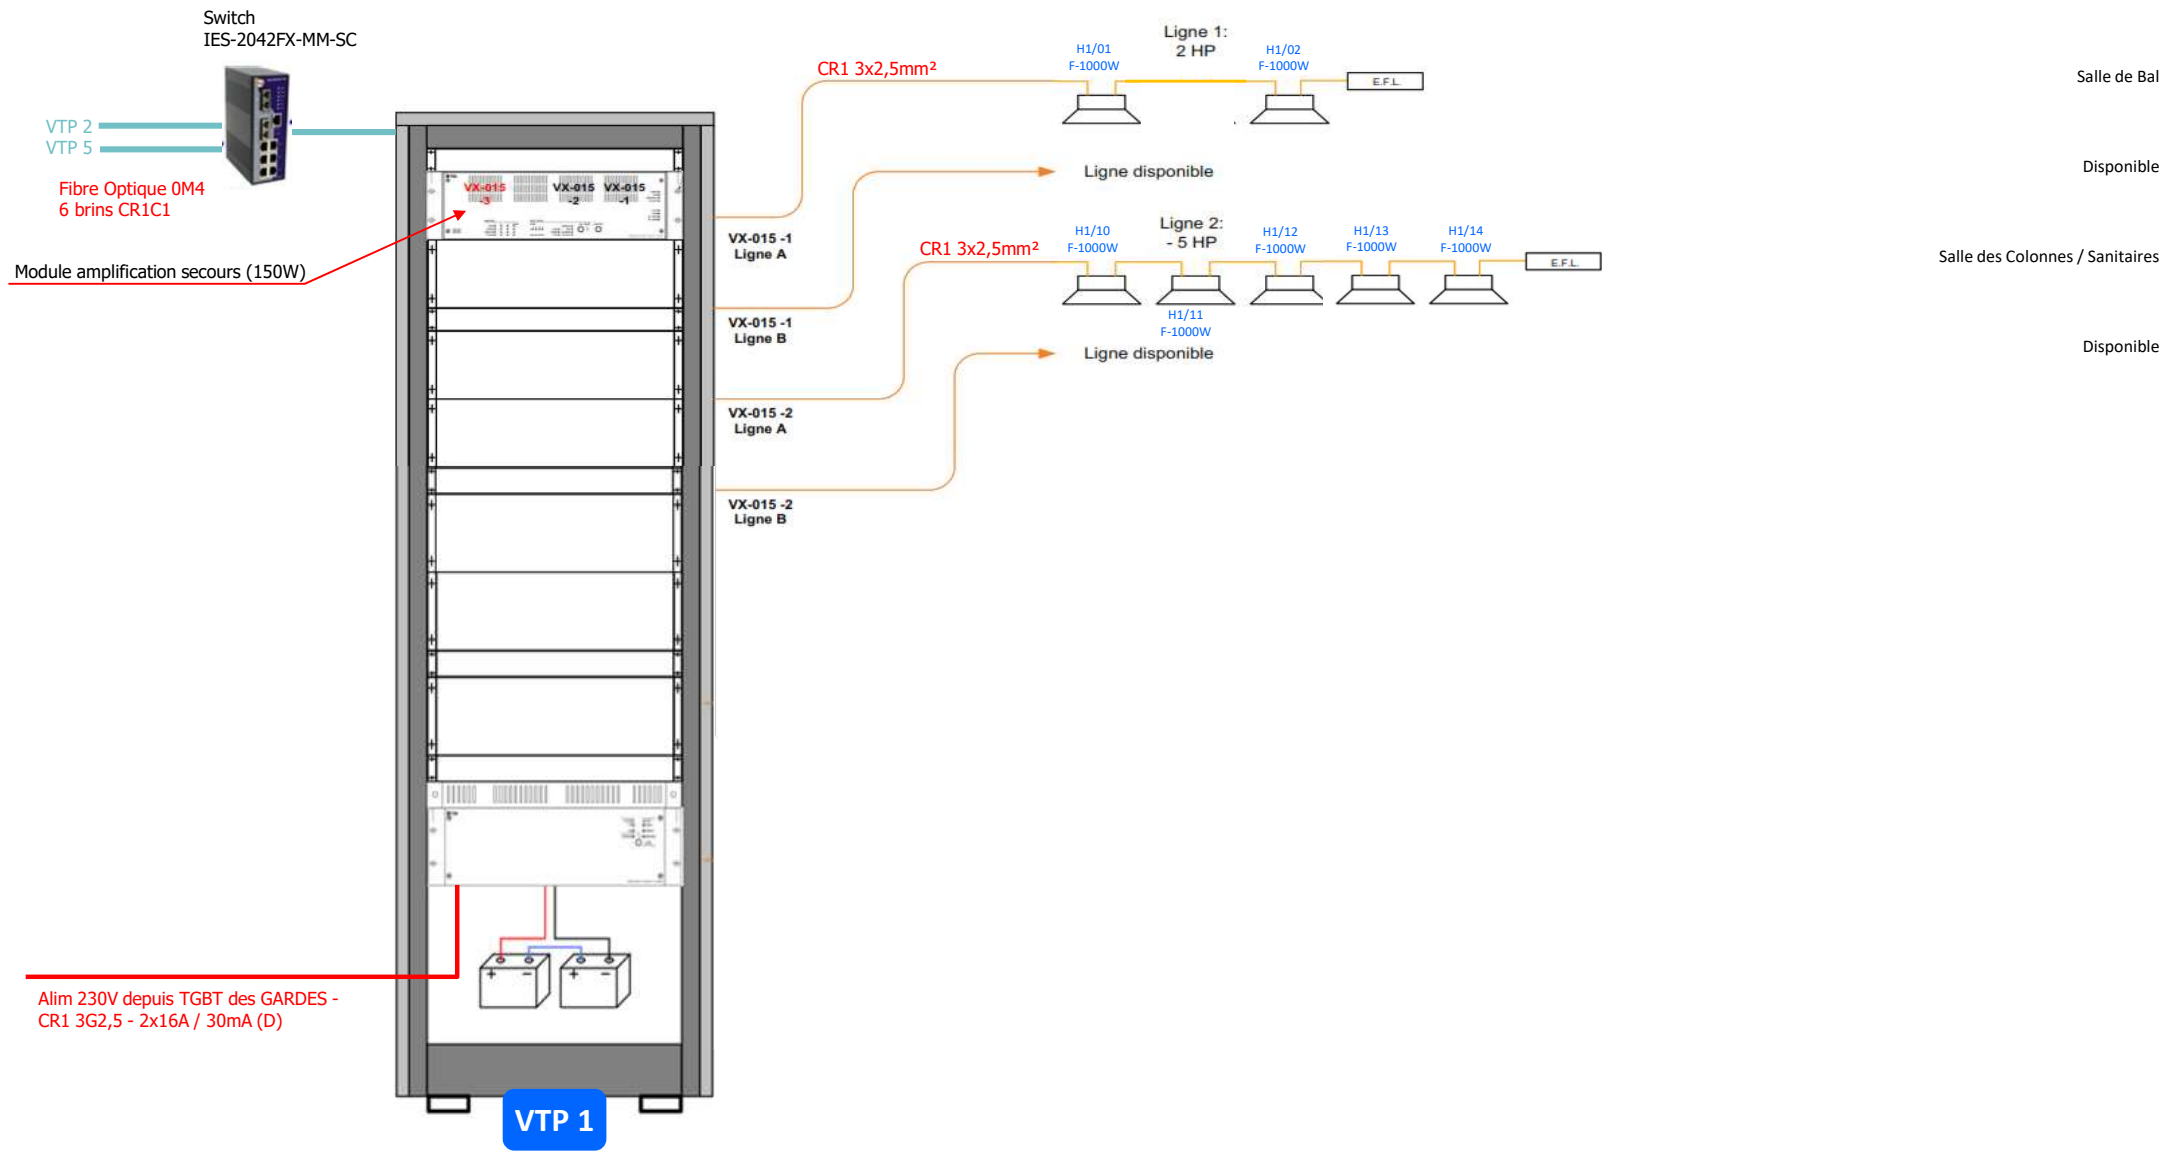 Switch
IES-2042FX-MM-SC
VTP 2
VTP 5
Fibre Optique 0M4
6 brins CR1C1
Module amplification secours (150W)
VX-015
-3
VX-015
-2
VX-015
-1
CR1 3x2,5mm²
H1/01
F-1000W
Ligne 1:
2 HP
H1/02
F-1000W
E.F.L.
Salle de Bal
Ligne disponible
Disponible
VX-015 -1
Ligne A
CR1 3x2,5mm²
H1/10
F-1000W
Ligne 2:
- 5 HP
H1/12
F-1000W
H1/13
F-1000W
H1/14
F-1000W
E.F.L.
Salle des Colonnes / Sanitaires
H1/11
F-1000W
VX-015 -1
Ligne B
Ligne disponible
Disponible
VX-015 -2
Ligne A
VX-015 -2
Ligne B
+ −
+ −
Alim 230V depuis TGBT des GARDES -
CR1 3G2,5 - 2x16A / 30mA (D)
VTP 1